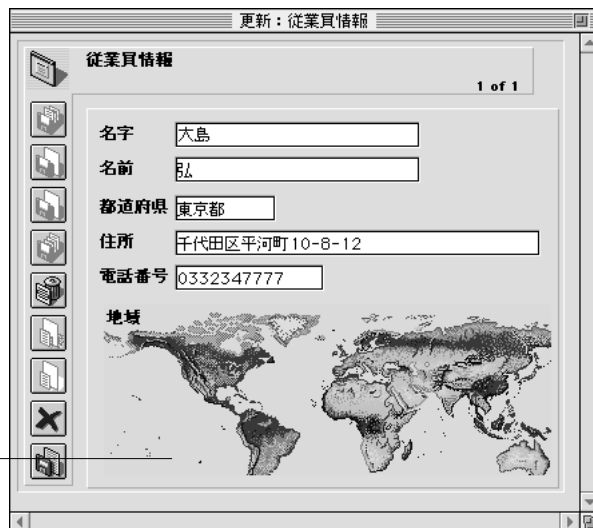 更新：従業員情報
従業員情報
1 of 1
名字 大島
名前 弘
都道府県 東京都
住所 千代田区平河町10-8-12
電話番号 0332347777
地域